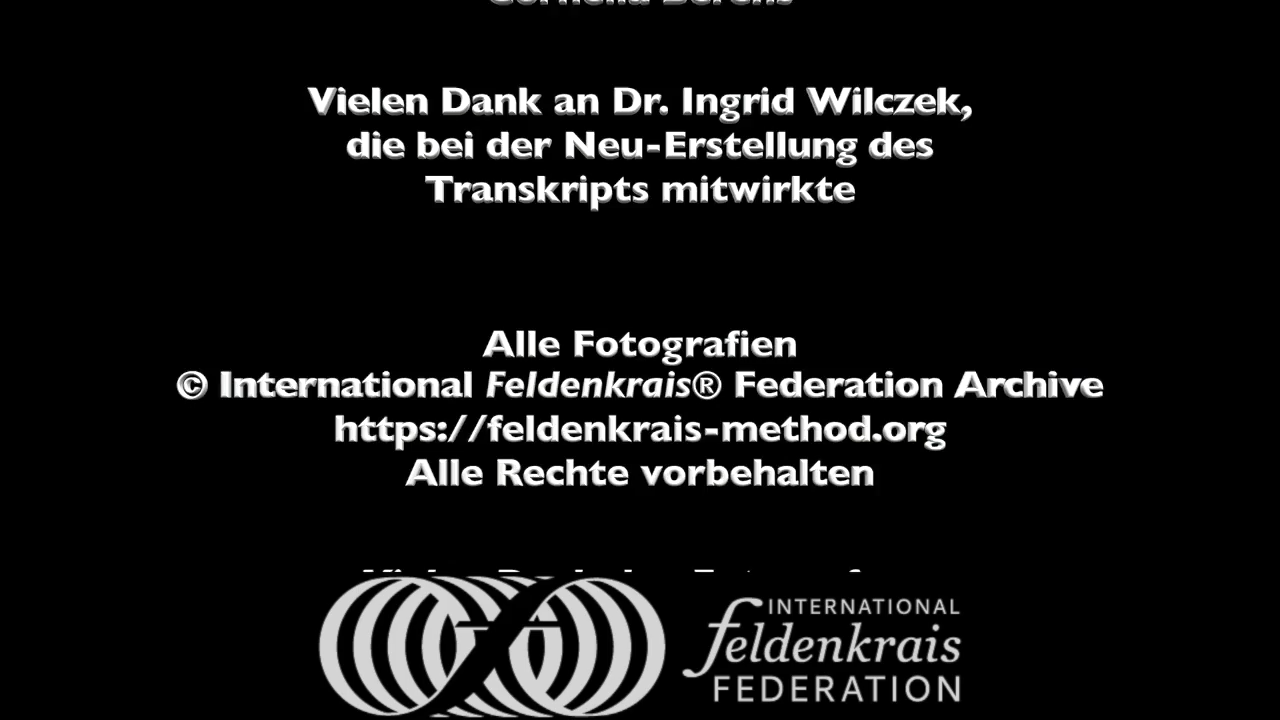 Vielen Dank an Dr. Ingrid Wilczek,
die bei der Neu-Erstellung des
Transkripts mitwirkte
Alle Fotografien
© International Feldenkrais® Federation Archive
https://feldenkrais-method.org
Alle Rechte vorbehalten
INTERNATIONAL
feldenkrais
FEDERATION